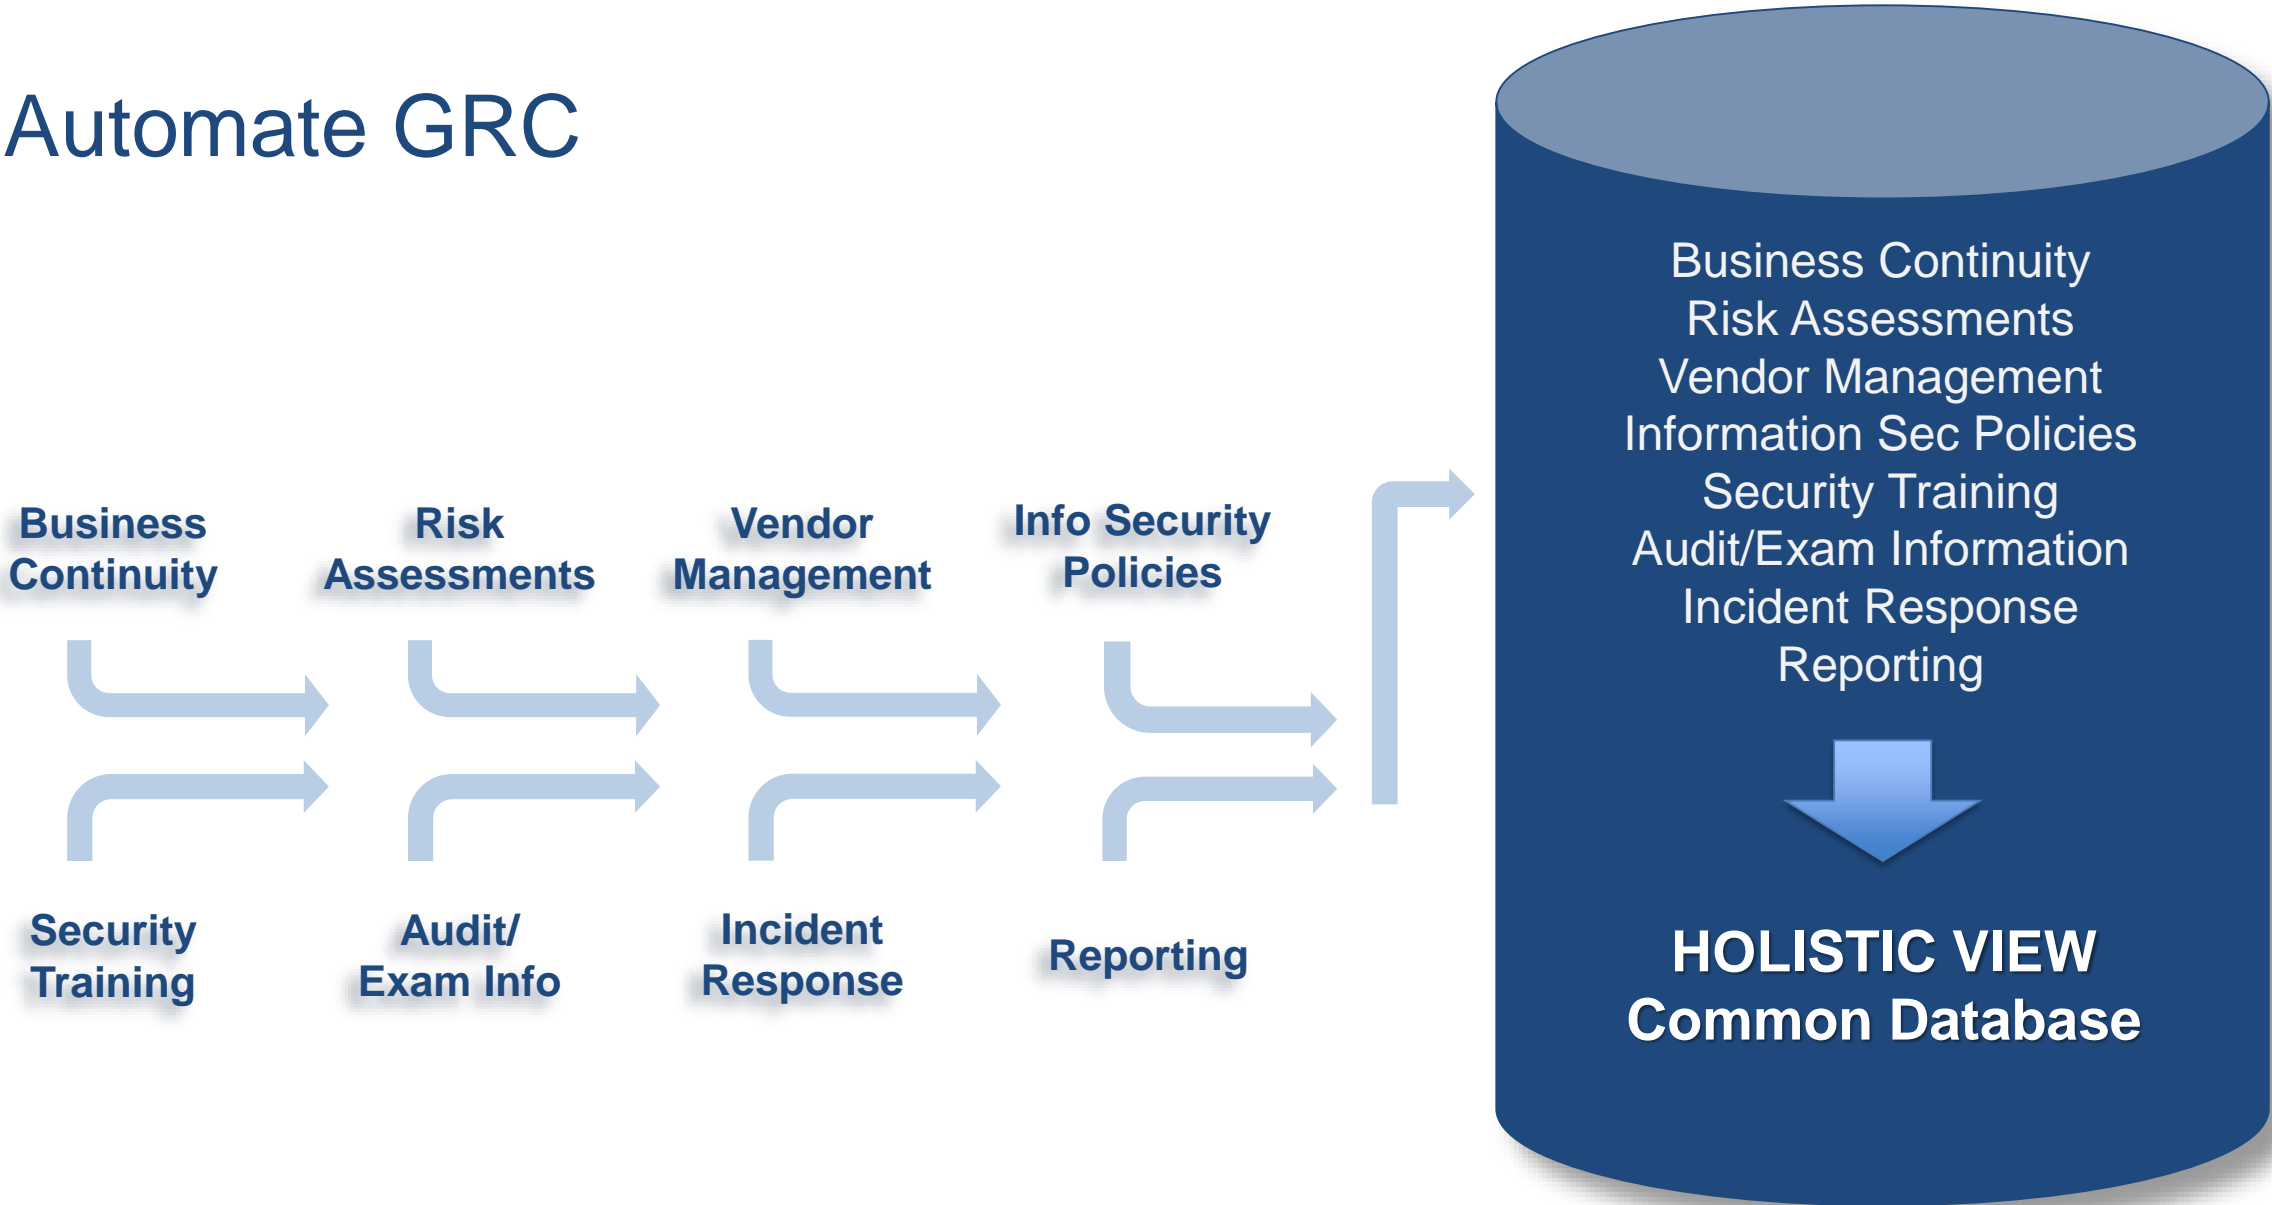 Automate GRC
Business
Continuity
Risk
Assessments
Vendor
Management
Info Security
Policies
Security
Training
Audit/
Exam Info
Incident
Response
Reporting
Business Continuity
Risk Assessments
Vendor Management
Information Sec Policies
Security Training
Audit/Exam Information
Incident Response
Reporting
HOLISTIC VIEW
Common Database